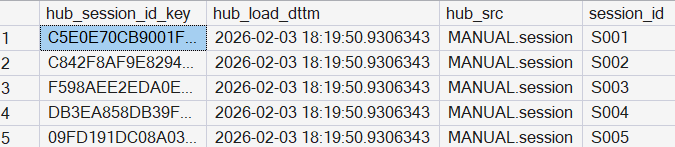 hub_session_id_key hub_load_dttm hub_src session_id
1 C5E0E70CB9001F... 2026-02-03 18:19:50.9306343 MANUAL.session S001
2 C842F8AF9E8294... 2026-02-03 18:19:50.9306343 MANUAL.session S002
3 F598AEE2EDA0E... 2026-02-03 18:19:50.9306343 MANUAL.session S003
4 DB3EA858DB39F... 2026-02-03 18:19:50.9306343 MANUAL.session S004
5 09FD191DC08A03... 2026-02-03 18:19:50.9306343 MANUAL.session S005